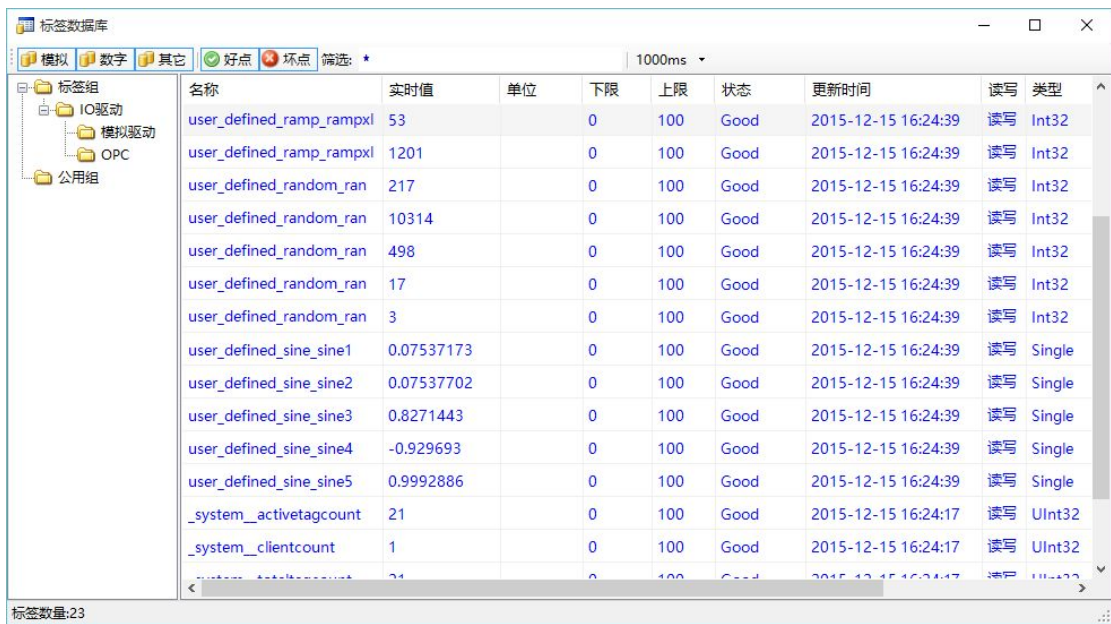 标签数据库
模拟 数字 其它 好点 坏点 筛选: * 1000ms
标签组
IO驱动
模拟驱动
OPC
公用组
名称 实时值 单位 下限 上限 状态 更新时间 读写 类型
user_defined_ramp_rampxl 53 0 100 Good 2015-12-15 16:24:39 读写 Int32
user_defined_ramp_rampxl 1201 0 100 Good 2015-12-15 16:24:39 读写 Int32
user_defined_random_ran 217 0 100 Good 2015-12-15 16:24:39 读写 Int32
user_defined_random_ran 10314 0 100 Good 2015-12-15 16:24:39 读写 Int32
user_defined_random_ran 498 0 100 Good 2015-12-15 16:24:39 读写 Int32
user_defined_random_ran 17 0 100 Good 2015-12-15 16:24:39 读写 Int32
user_defined_random_ran 3 0 100 Good 2015-12-15 16:24:39 读写 Int32
user_defined_sine_sine1 0.07537173 0 100 Good 2015-12-15 16:24:39 读写 Single
user_defined_sine_sine2 0.07537702 0 100 Good 2015-12-15 16:24:39 读写 Single
user_defined_sine_sine3 0.8271443 0 100 Good 2015-12-15 16:24:39 读写 Single
user_defined_sine_sine4 -0.929693 0 100 Good 2015-12-15 16:24:39 读写 Single
user_defined_sine_sine5 0.9992886 0 100 Good 2015-12-15 16:24:39 读写 Single
_system__activetagcount 21 0 100 Good 2015-12-15 16:24:17 读写 UInt32
_system__clientcount 1 0 100 Good 2015-12-15 16:24:17 读写 UInt32
标签数量:23